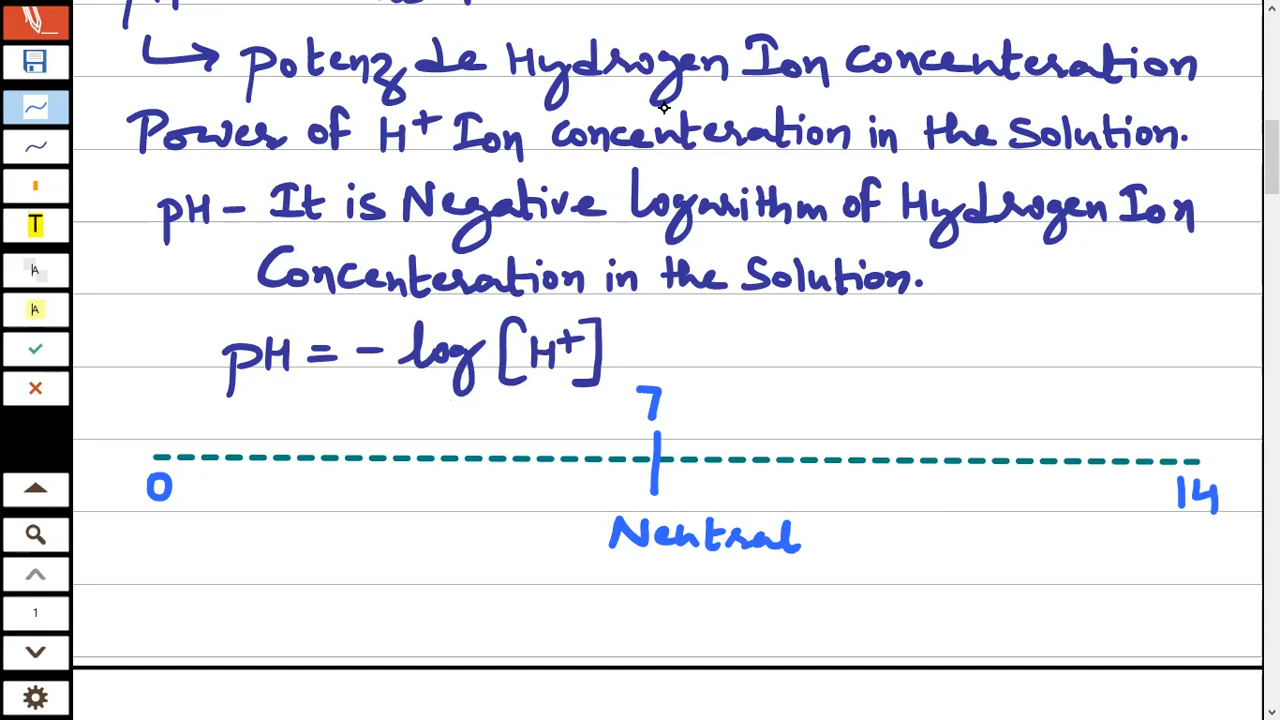 pH
↳ potenz de Hydrogen Ion Concenteration
Power of H+ Ion concenteration in the Solution.
pH - It is Negative logarithm of Hydrogen Ion
Concenteration in the Solution.
pH = - log [H+]
7
0
14
Neutral
T
A
A
1